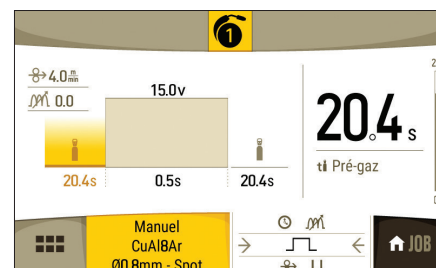 1
4.0 m/min
0.0
15.0v
20.4s
0.5s
20.4s
20.4 s
Pré-gaz
Manuel
CuAl8Ar
Ø0.8mm - Spot
JOB